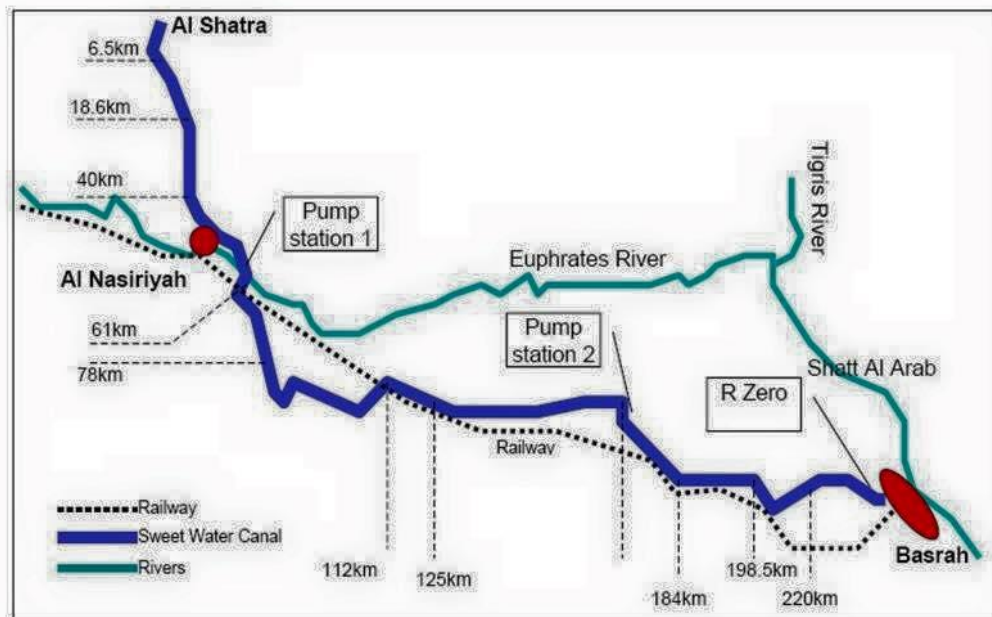 Al Shatra
6.5km
18.6km
40km
Pump
station 1
Tigris River
Euphrates River
Al Nasiriyah
61km
Pump
station 2
78km
Shatt Al Arab
R Zero
Railway
Railway
Sweet Water Canal
Rivers
Basrah
112km
125km
198.5km
184km
220km